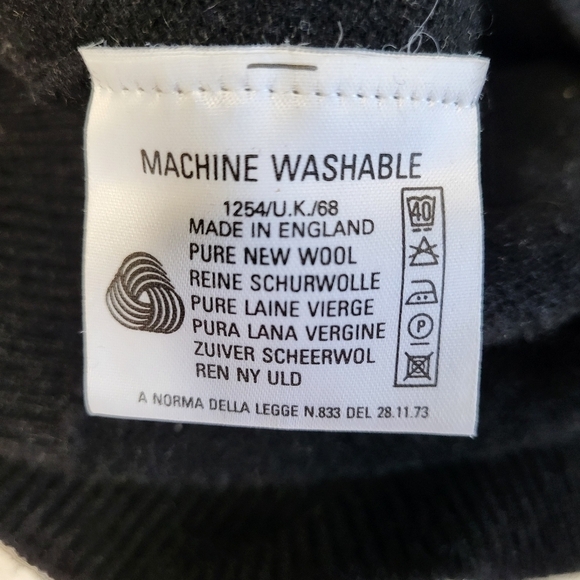 MACHINE WASHABLE
1254/U.K./68
MADE IN ENGLAND
PURE NEW WOOL
REINE SCHURWOLLE
PURE LAINE VIERGE
PURA LANA VERGINE
ZUIVER SCHEERWOL
REN NY ULD
A NORMA DELLA LEGGE N.833 DEL 28.11.73
40
P